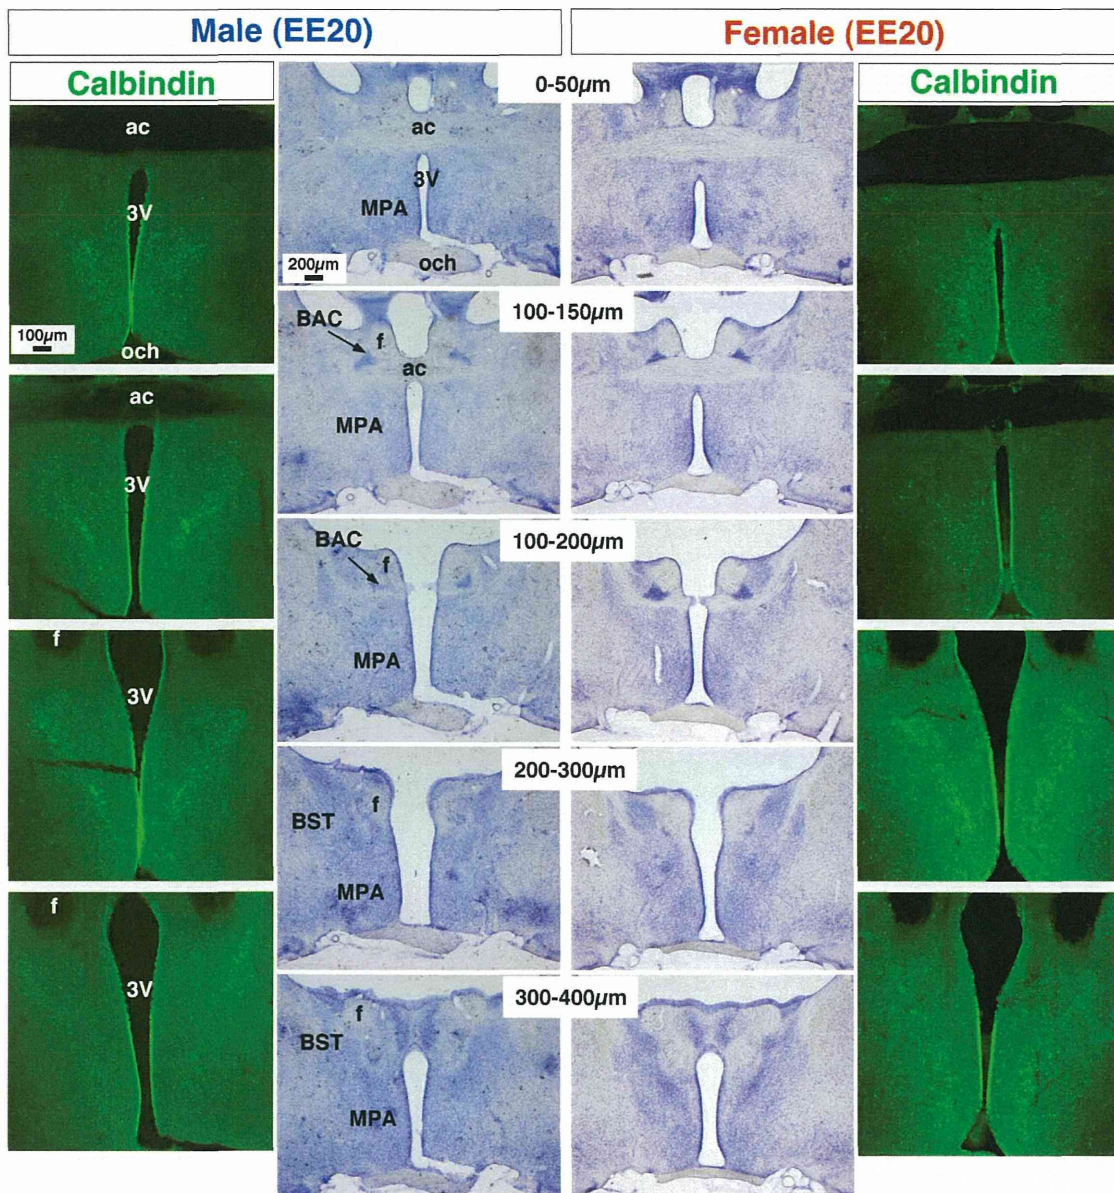 Male (EE20)
Female (EE20)
Calbindin
Calbindin
0-50µm
ac
3V
och
100µm
ac
3V
MPA
och
200µm
100-150µm
ac
3V
BAC
f
ac
MPA
100-200µm
BAC
f
MPA
f
3V
200-300µm
f
BST
MPA
f
3V
300-400µm
f
BST
MPA